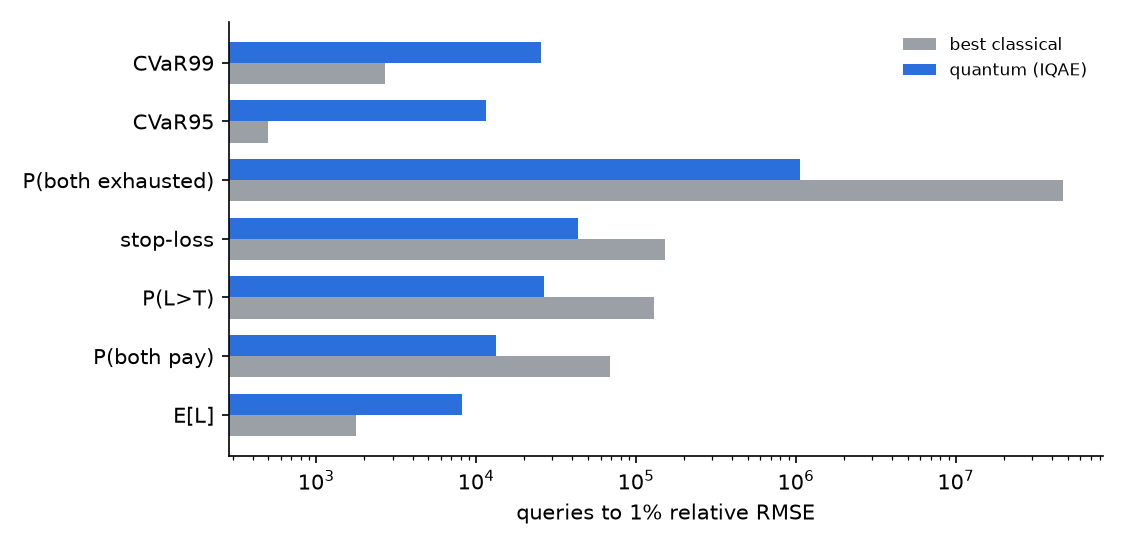 best classical
quantum (IQAE)
CVaR99
CVaR95
P(both exhausted)
stop-loss
P(L>T)
P(both pay)
E[L]
10³ 10⁴ 10⁵ 10⁶ 10⁷
queries to 1% relative RMSE